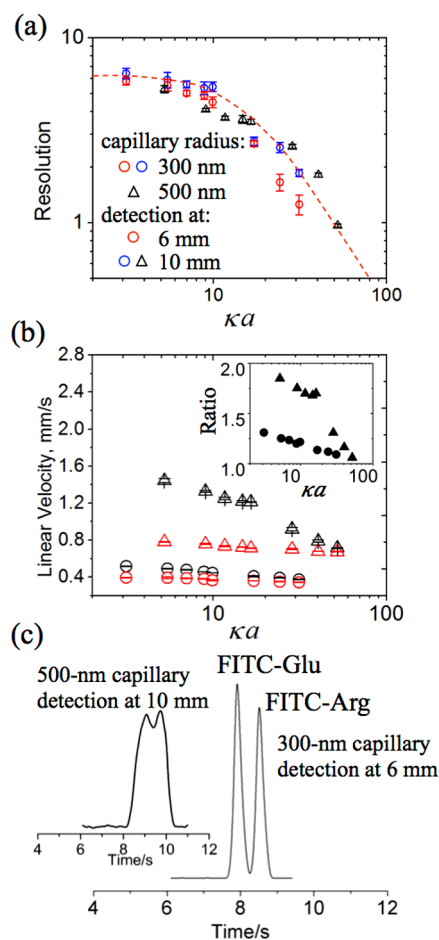 (a)
10
1
Resolution
capillary radius:
300 nm
500 nm
detection at:
6 mm
10 mm
10
100
κa
(b)
2.8
2.4
2.0
1.6
1.2
0.8
0.4
Linear Velocity, mm/s
2.0
1.5
1.0
Ratio
10
100
κa
10
100
κa
(c)
500-nm capillary
detection at 10 mm
FITC-Glu
FITC-Arg
300-nm capillary
detection at 6 mm
4 6 8 10 12
Time/s
4 6 8 10 12
Time/s